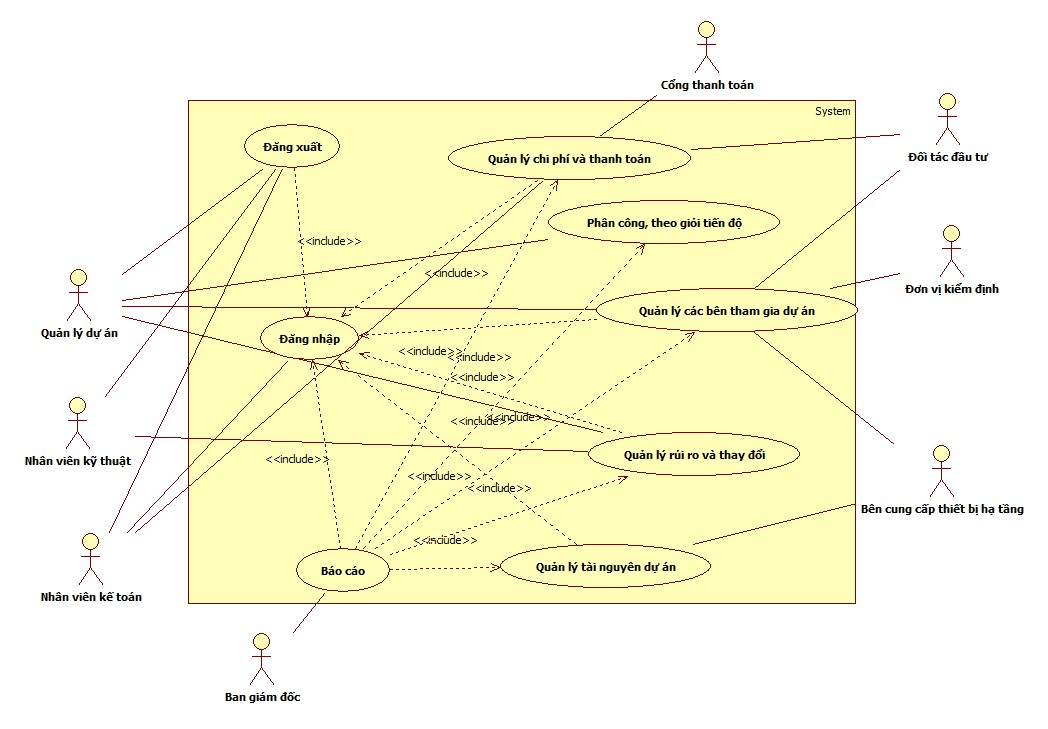 Cổng thanh toán
System
Đối tác đầu tư
Đăng xuất
Quản lý chi phí và thanh toán
Phân công, theo giỏi tiến độ
<<include>>
Đơn vị kiểm định
<<include>>
Quản lý dự án
Quản lý các bên tham gia dự án
Đăng nhập
<<include>>
<<include>>
<<include>>
<<include>>
<<include>>
Nhân viên kỹ thuật
<<include>>
Quản lý rủi ro và thay đổi
<<include>>
<<include>>
Bên cung cấp thiết bị hạ tầng
<<include>>
Báo cáo
Quản lý tài nguyên dự án
Nhân viên kế toán
Ban giám đốc